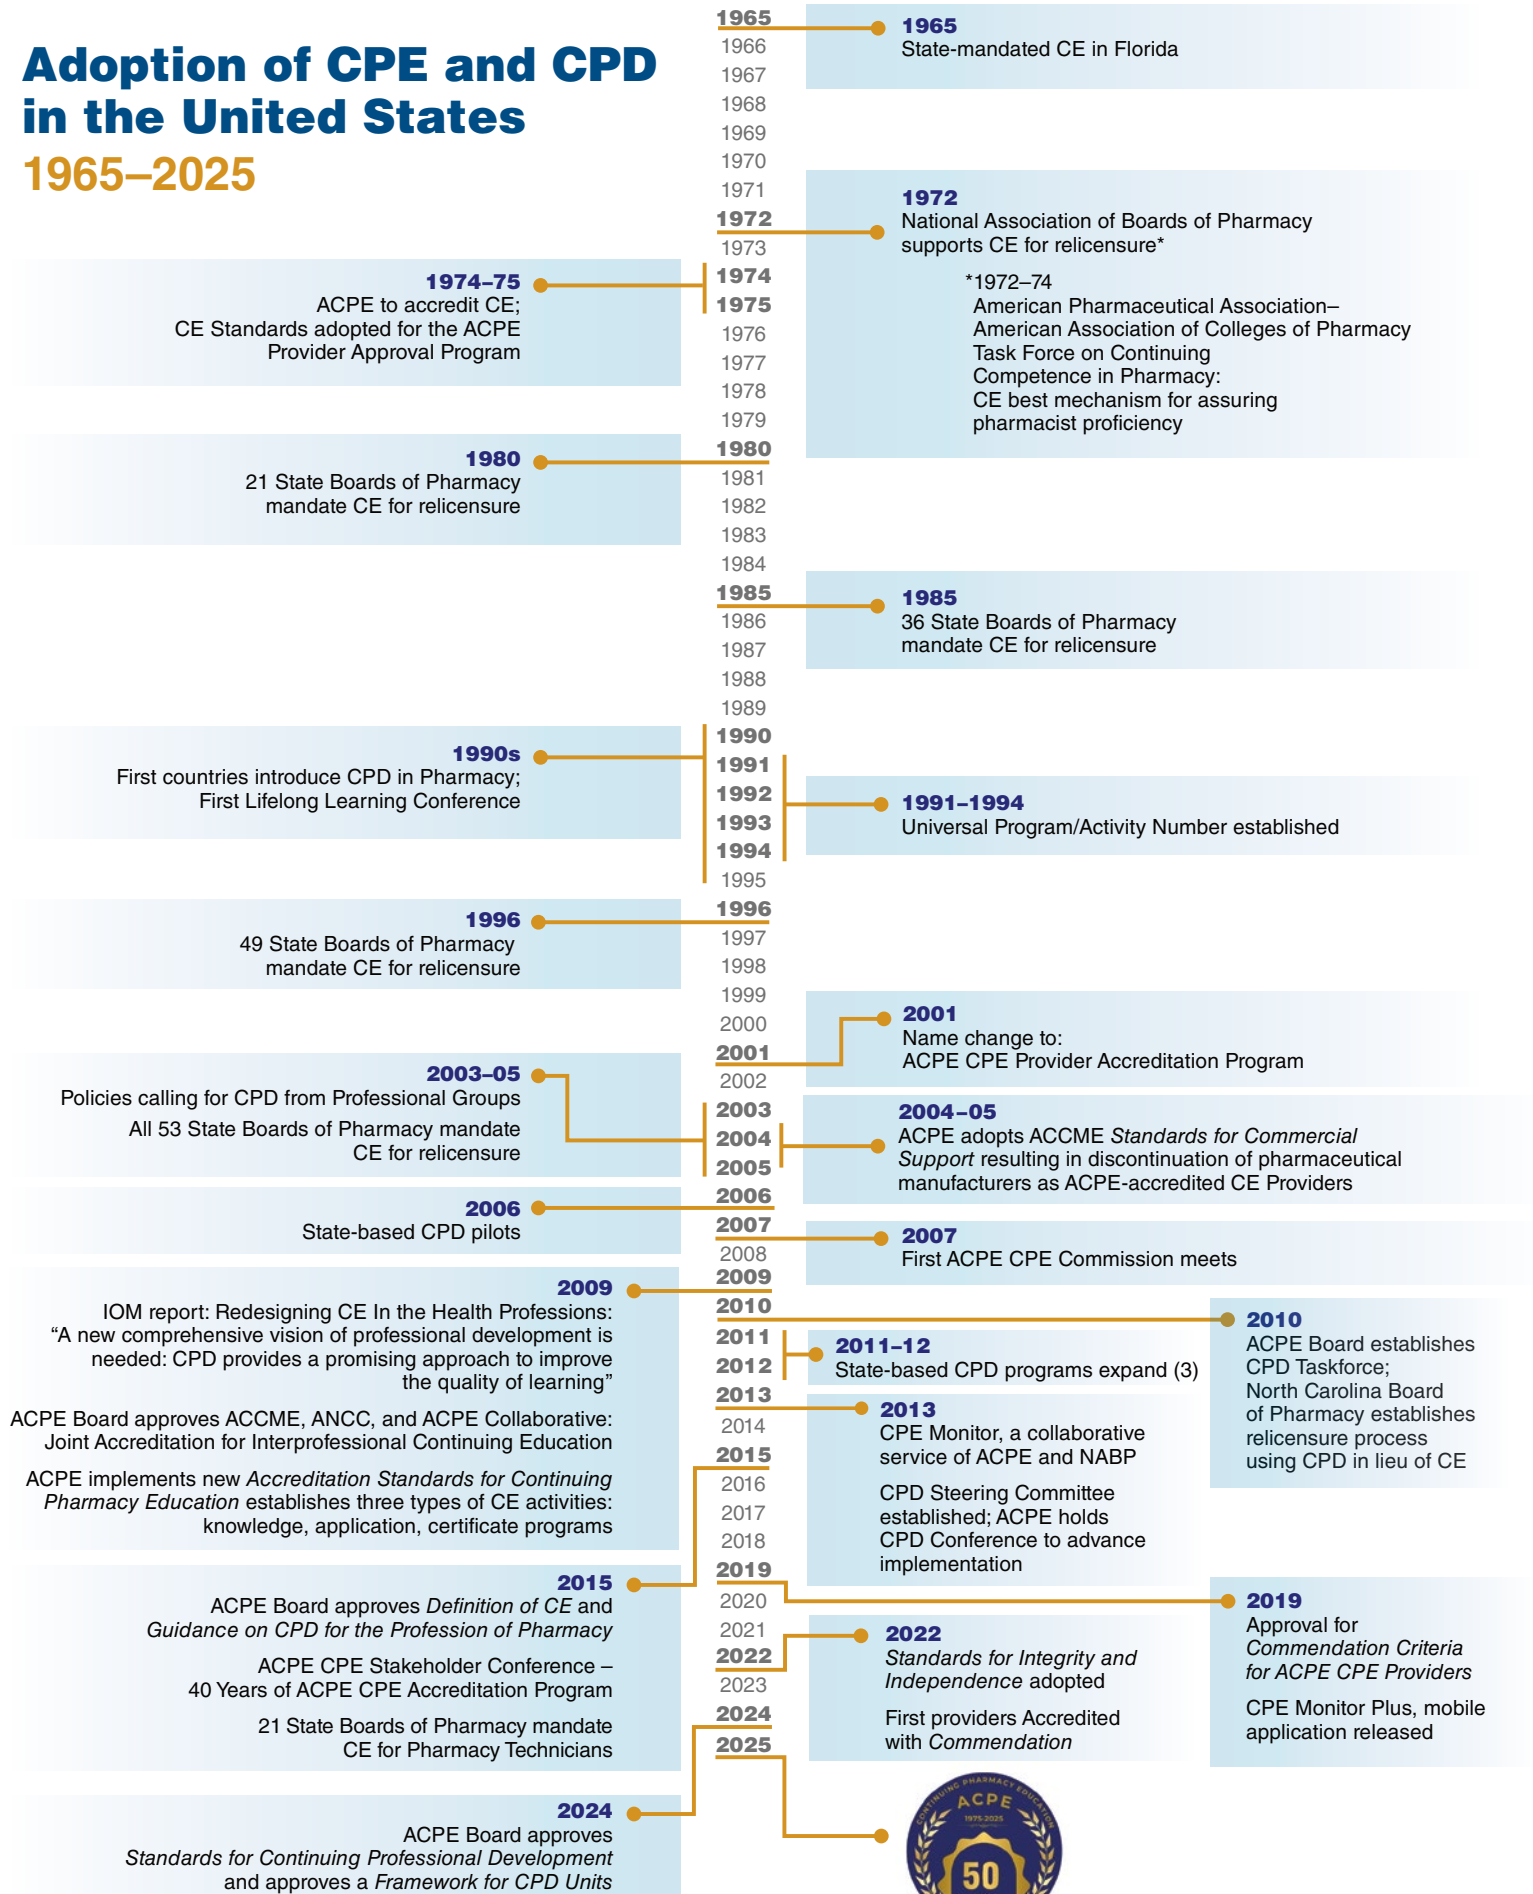 Adoption of CPE and CPD
in the United States
1965–2025
1965
1966
1967
1968
1969
1970
1971
1972
1973
1974
1975
1976
1977
1978
1979
1980
1981
1982
1983
1984
1985
1986
1987
1988
1989
1990
1991
1992
1993
1994
1995
1996
1997
1998
1999
2000
2001
2002
2003
2004
2005
2006
2007
2008
2009
2010
2011
2012
2013
2014
2015
2016
2017
2018
2019
2020
2021
2022
2023
2024
2025
1965
State-mandated CE in Florida
1972
National Association of Boards of Pharmacy
supports CE for relicensure*
*1972–74
American Pharmaceutical Association–
American Association of Colleges of Pharmacy
Task Force on Continuing
Competence in Pharmacy:
CE best mechanism for assuring
pharmacist proficiency
1974–75
ACPE to accredit CE;
CE Standards adopted for the ACPE
Provider Approval Program
1980
21 State Boards of Pharmacy
mandate CE for relicensure
1985
36 State Boards of Pharmacy
mandate CE for relicensure
1990s
First countries introduce CPD in Pharmacy;
First Lifelong Learning Conference
1991–1994
Universal Program/Activity Number established
1996
49 State Boards of Pharmacy
mandate CE for relicensure
2001
Name change to:
ACPE CPE Provider Accreditation Program
2003–05
Policies calling for CPD from Professional Groups
All 53 State Boards of Pharmacy mandate
CE for relicensure
2004–05
ACPE adopts ACCME Standards for Commercial
Support resulting in discontinuation of pharmaceutical
manufacturers as ACPE-accredited CE Providers
2006
State-based CPD pilots
2007
First ACPE CPE Commission meets
2009
IOM report: Redesigning CE In the Health Professions:
“A new comprehensive vision of professional development is
needed: CPD provides a promising approach to improve
the quality of learning”
ACPE Board approves ACCME, ANCC, and ACPE Collaborative:
Joint Accreditation for Interprofessional Continuing Education
ACPE implements new Accreditation Standards for Continuing
Pharmacy Education establishes three types of CE activities:
knowledge, application, certificate programs
2010
ACPE Board establishes
CPD Taskforce;
North Carolina Board
of Pharmacy establishes
relicensure process
using CPD in lieu of CE
2011–12
State-based CPD programs expand (3)
2013
CPE Monitor, a collaborative
service of ACPE and NABP
CPD Steering Committee
established; ACPE holds
CPD Conference to advance
implementation
2015
ACPE Board approves Definition of CE and
Guidance on CPD for the Profession of Pharmacy
ACPE CPE Stakeholder Conference –
40 Years of ACPE CPE Accreditation Program
21 State Boards of Pharmacy mandate
CE for Pharmacy Technicians
2019
Approval for
Commendation Criteria
for ACPE CPE Providers
CPE Monitor Plus, mobile
application released
2022
Standards for Integrity and
Independence adopted
First providers Accredited
with Commendation
2024
ACPE Board approves
Standards for Continuing Professional Development
and approves a Framework for CPD Units
CONTINUING PHARMACY EDUCATION
ACPE
1975-2025
50